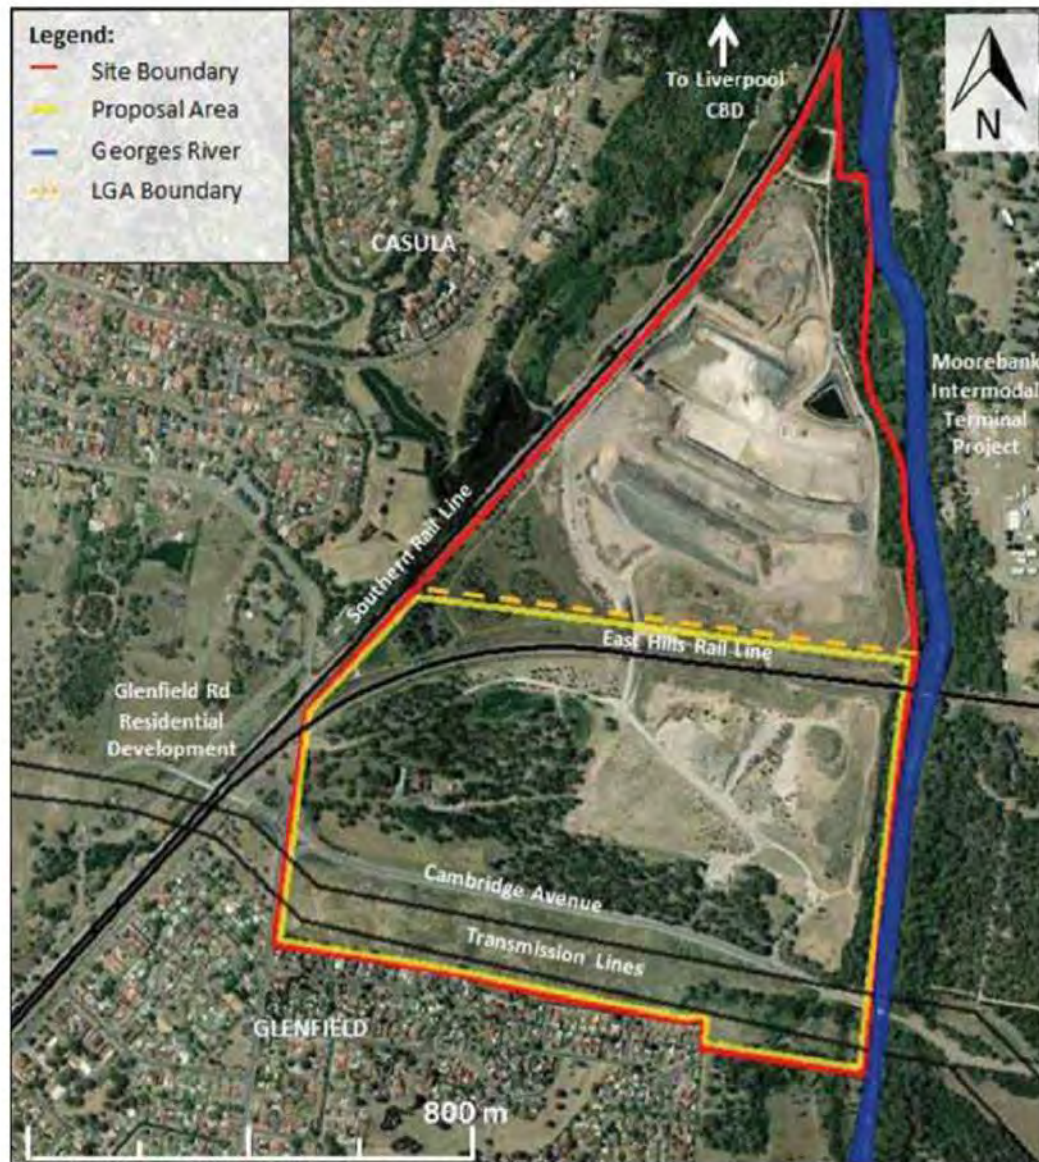 Legend:
Site Boundary
Proposal Area
Georges River
LGA Boundary
To Liverpool
CBD
N
CASULA
Moorebank
Intermodal
Terminal
Project
Southern Rail Line
East Hills Rail Line
Glenfield Rd
Residential
Development
Cambridge Avenue
Transmission Lines
GLENFIELD
800 m